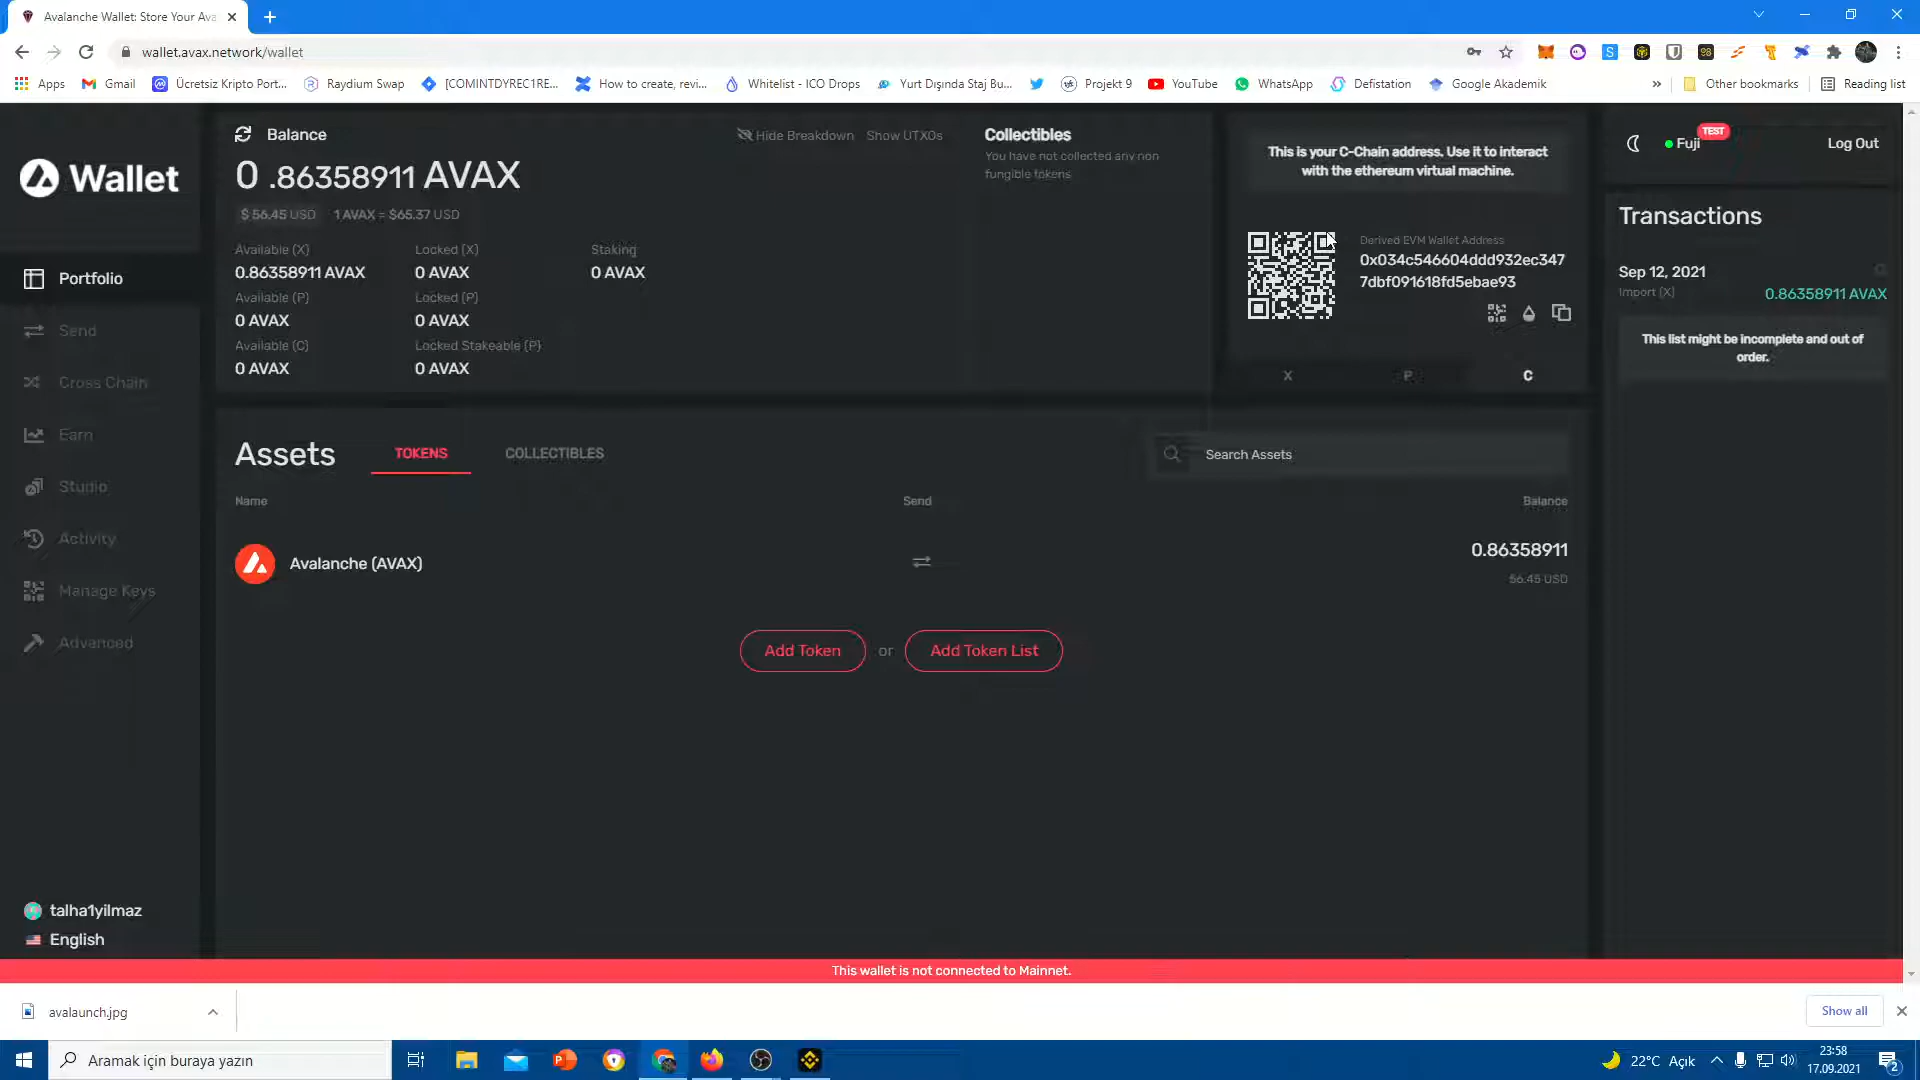 Avalanche Wallet: Store Your Ava
wallet.avax.network/wallet
Apps
Gmail
Ücretsiz Kripto Port...
Raydium Swap
[COMINTDYREC1RE...
How to create, revi...
Whitelist - ICO Drops
Yurt Dışında Staj Bu...
Projekt 9
YouTube
WhatsApp
Defistation
Google Akademik
»
Other bookmarks
Reading list
Wallet
Portfolio
Send
Cross Chain
Earn
Studio
Activity
Manage Keys
Advanced
talha1yilmaz
English
Balance
Hide Breakdown
Show UTXOs
0 .86358911 AVAX
$ 56.45 USD
1 AVAX = $65.37 USD
Available (X)
Locked (X)
Staking
0.86358911 AVAX
0 AVAX
0 AVAX
Available (P)
Locked (P)
0 AVAX
0 AVAX
Available (C)
Locked Stakeable (P)
0 AVAX
0 AVAX
Collectibles
You have not collected any non
fungible tokens
This is your C-Chain address. Use it to interact
with the ethereum virtual machine.
Derived EVM Wallet Address
0x034c546604ddd932ec347
7dbf091618fd5ebae93
X
P
C
Fuji
TEST
Log Out
Transactions
Sep 12, 2021
Import (X)
0.86358911 AVAX
This list might be incomplete and out of
order.
Assets
TOKENS
COLLECTIBLES
Search Assets
Name
Send
Balance
Avalanche (AVAX)
0.86358911
56.45 USD
Add Token
or
Add Token List
This wallet is not connected to Mainnet.
avalaunch.jpg
Show all
Aramak için buraya yazın
22°C Açık
23:58
17.09.2021
2